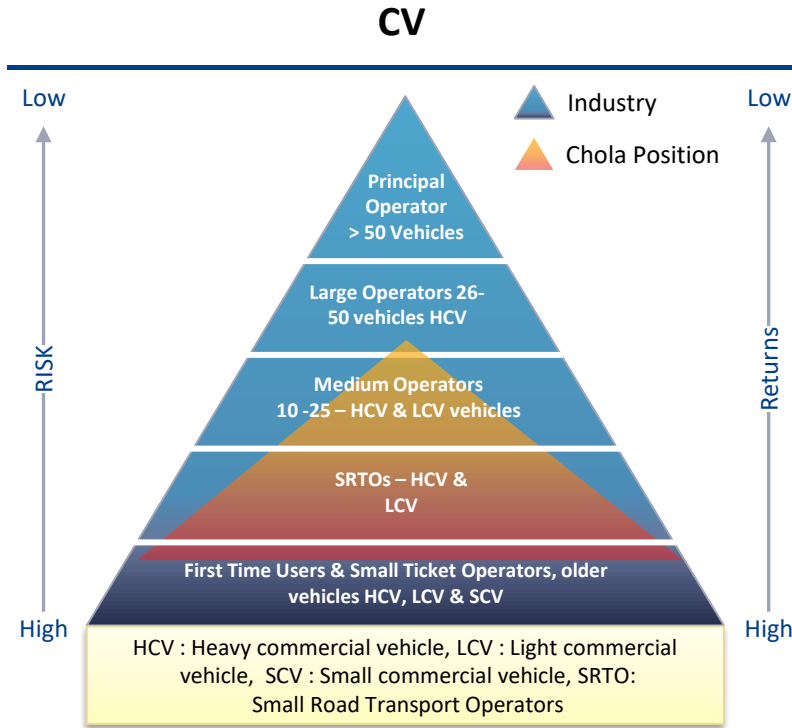 CV
Low
Industry
Low
Chola Position
Principal
Operator
> 50 Vehicles
Large Operators 26-
50 vehicles HCV
RISK
Returns
Medium Operators
10 -25 – HCV & LCV vehicles
SRTOs – HCV &
LCV
First Time Users & Small Ticket Operators, older
vehicles HCV, LCV & SCV
High
High
HCV : Heavy commercial vehicle, LCV : Light commercial
vehicle, SCV : Small commercial vehicle, SRTO:
Small Road Transport Operators